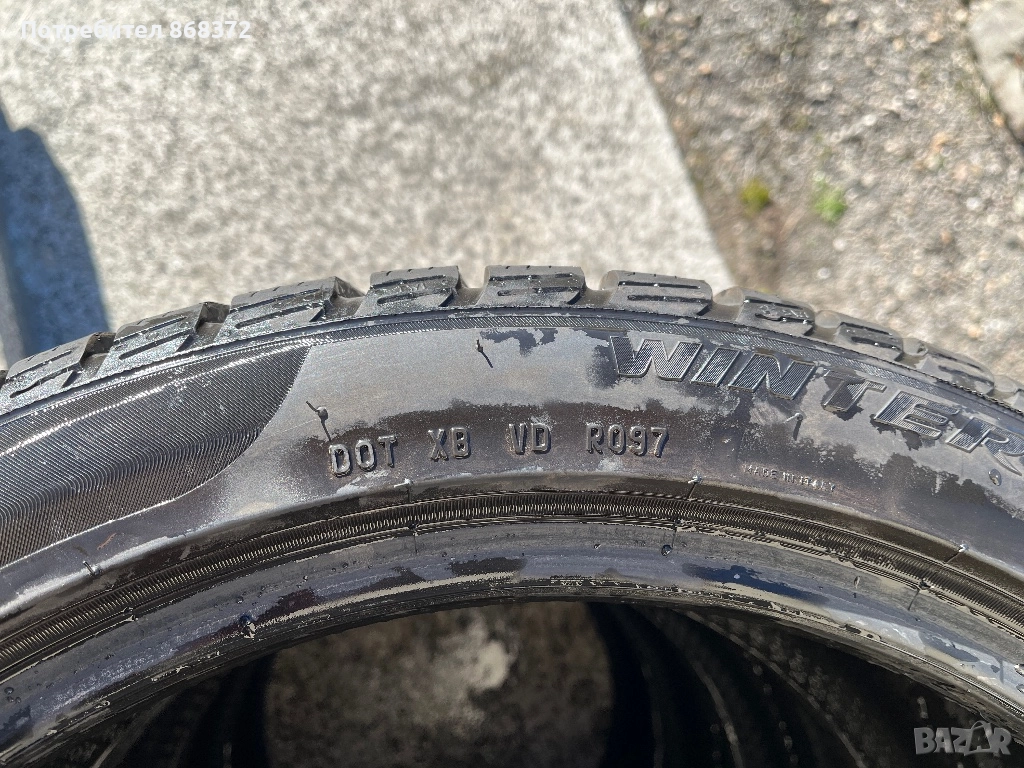 Потребител 868372
WINTER
DOT XB VD R097
MADE IN ITALY
BAZAR